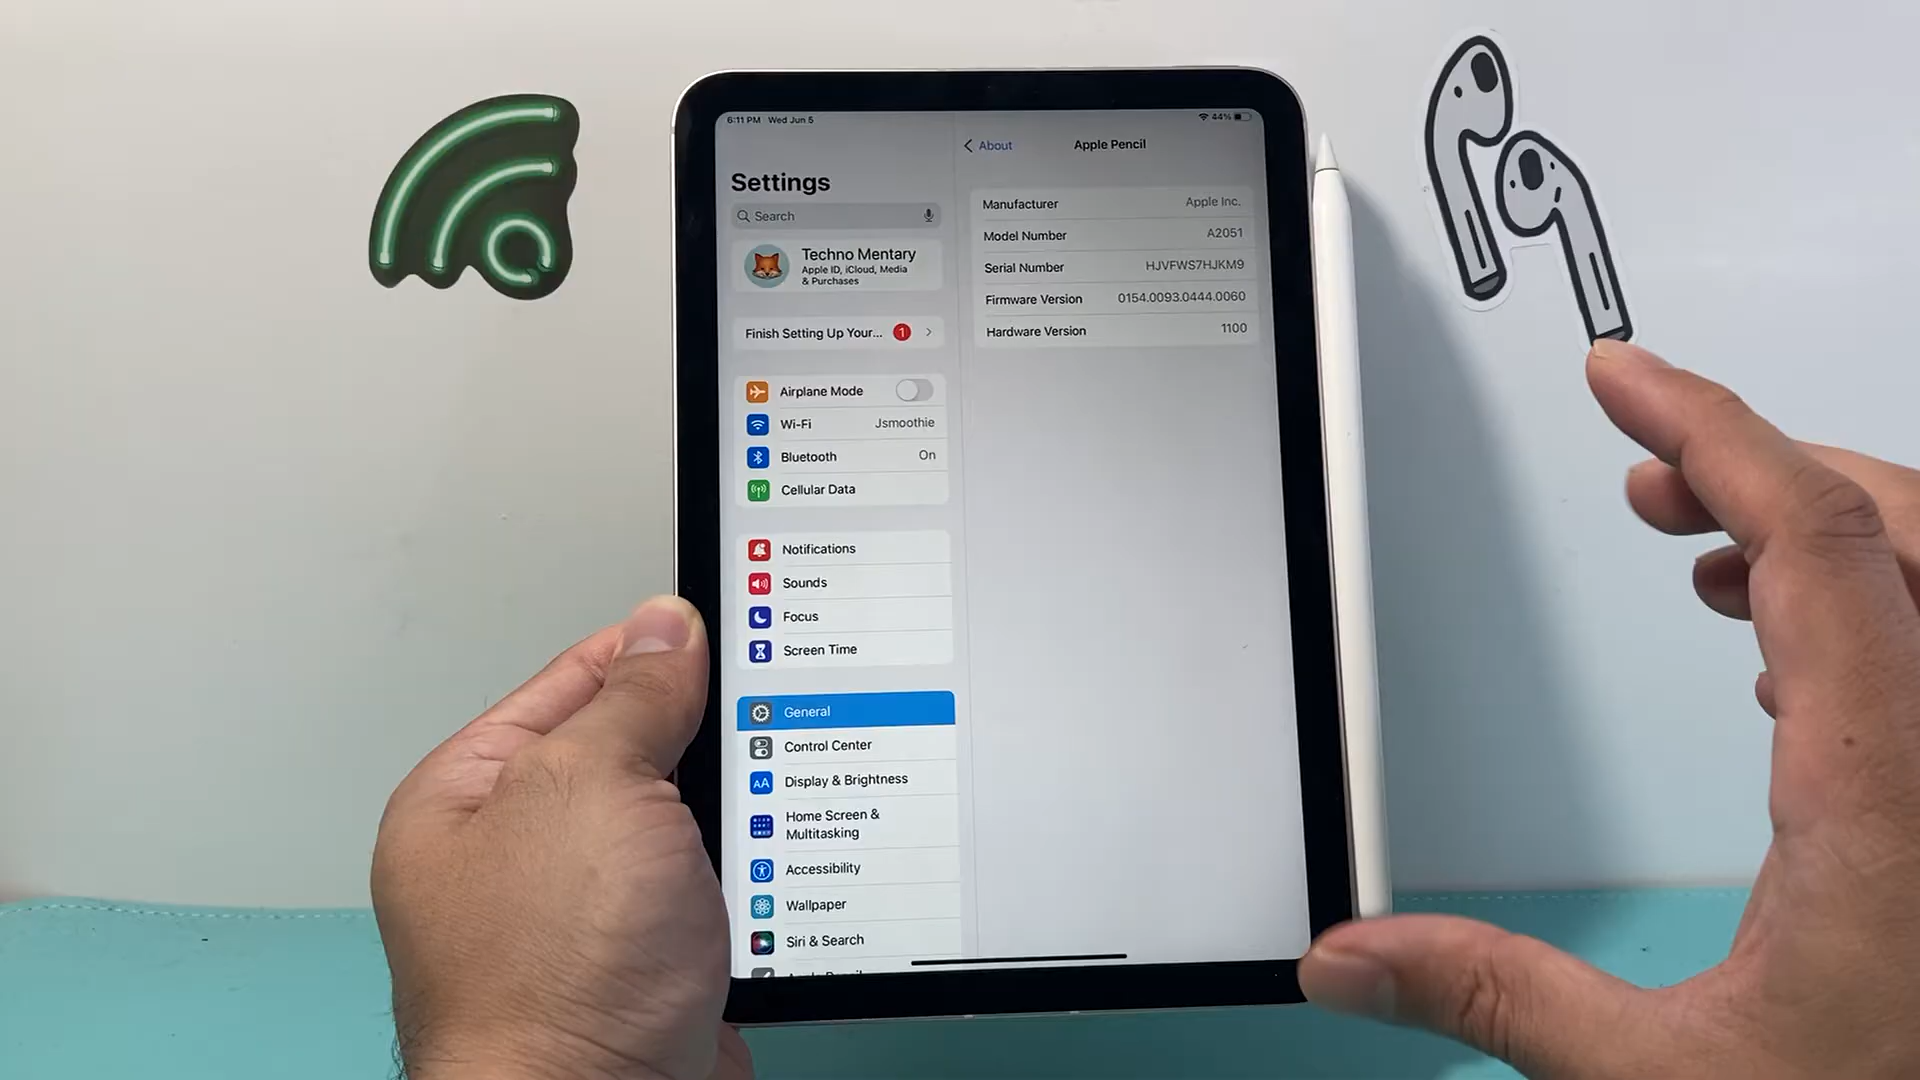 6:11 PM Wed Jun 5
44%
Settings
Search
Techno Mentary
Apple ID, iCloud, Media
& Purchases
Finish Setting Up Your... 1
Airplane Mode
Wi-Fi Jsmoothie
Bluetooth On
Cellular Data
Notifications
Sounds
Focus
Screen Time
General
Control Center
AA Display & Brightness
Home Screen &
Multitasking
Accessibility
Wallpaper
Siri & Search
Apple Pencil
About Apple Pencil
Manufacturer Apple Inc.
Model Number A2051
Serial Number HJVFWS7HJKM9
Firmware Version 0154.0093.0444.0060
Hardware Version 1100